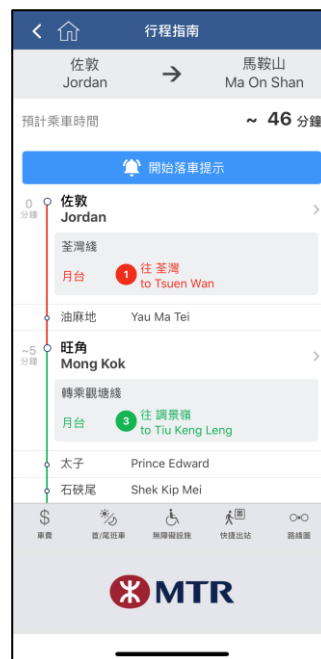 行程指南
佐敦
Jordan
馬鞍山
Ma On Shan
預計乘車時間
~ 46 分鐘
開始落車提示
0
分鐘
佐敦
Jordan
荃灣綫
月台
1
往 荃灣
to Tsuen Wan
油麻地 Yau Ma Tei
~5
分鐘
旺角
Mong Kok
轉乘觀塘綫
月台
3
往 調景嶺
to Tiu Keng Leng
太子 Prince Edward
石硤尾 Shek Kip Mei
$
車費
首/尾班車
無障礙設施
快捷出站
路綫圖
MTR